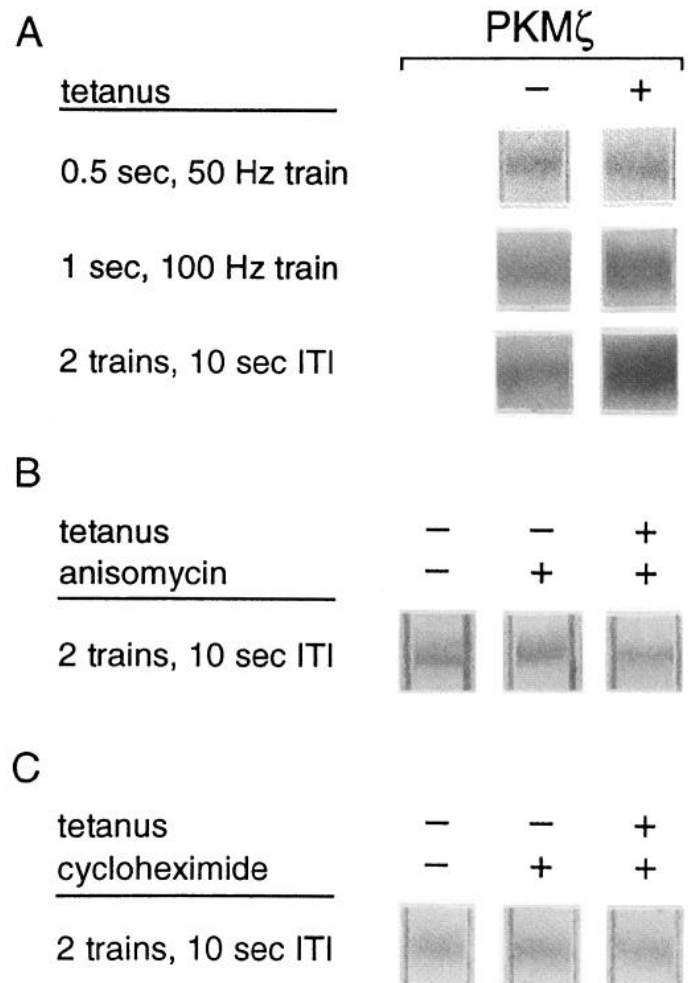 A
PKMζ
tetanus − +
0.5 sec, 50 Hz train
1 sec, 100 Hz train
2 trains, 10 sec ITI
B
tetanus − − +
anisomycin − + +
2 trains, 10 sec ITI
C
tetanus − − +
cycloheximide − + +
2 trains, 10 sec ITI